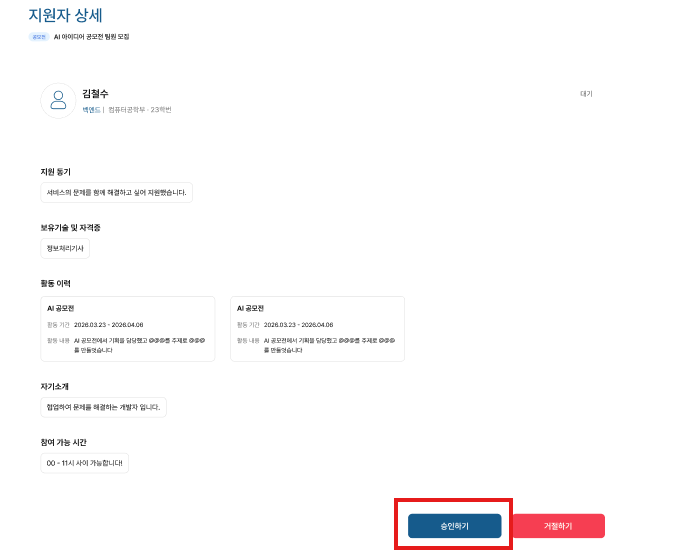 지원자 상세
공모전 AI 아이디어 공모전 팀원 모집
김철수
대기
백엔드 | 컴퓨터공학부 · 23학번
지원 동기
서비스의 문제를 함께 해결하고 싶어 지원했습니다.
보유기술 및 자격증
정보처리기사
활동 이력
AI 공모전
활동 기간 2026.03.23 - 2026.04.06
활동 내용 AI 공모전에서 기획을 담당했고 @@@를 주제로 @@@
를 만들엇습니다
AI 공모전
활동 기간 2026.03.23 - 2026.04.06
활동 내용 AI 공모전에서 기획을 담당했고 @@@를 주제로 @@@
를 만들엇습니다
자기소개
협업하여 문제를 해결하는 개발자 입니다.
참여 가능 시간
00 - 11시 사이 가능합니다!
승인하기
거절하기